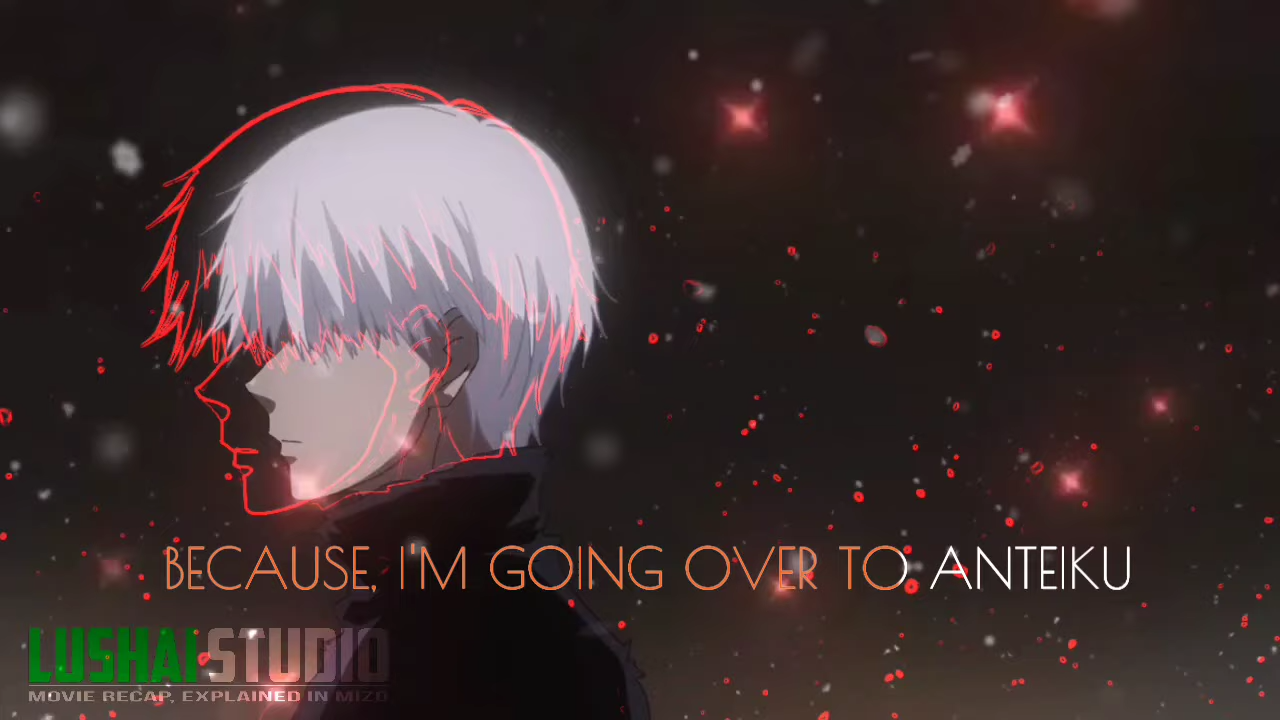 BECAUSE, I'M GOING OVER TO ANTEIKU
LUSHAI STUDIO
MOVIE RECAP, EXPLAINED IN MIZO